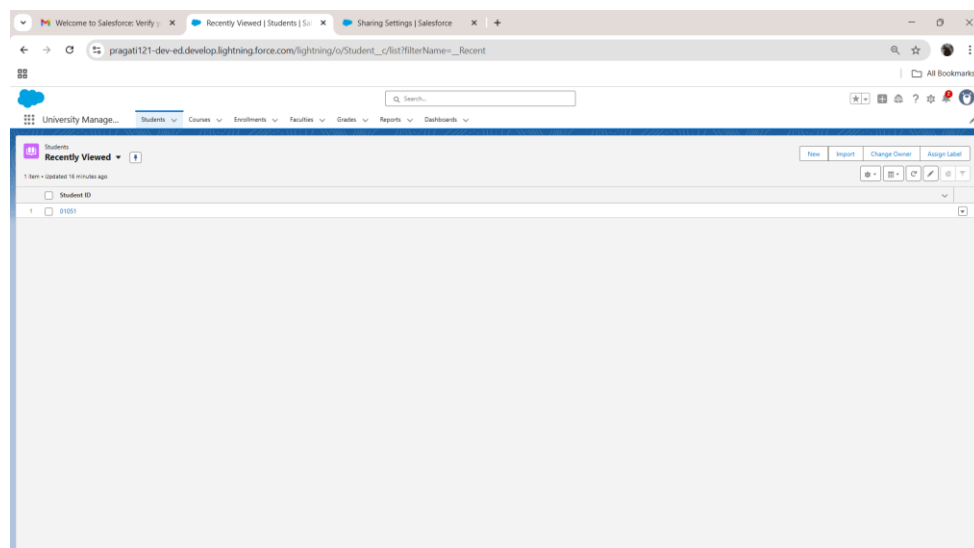 Welcome to Salesforce: Verify y
Recently Viewed | Students | Sal
Sharing Settings | Salesforce
pragati121-dev-ed.develop.lightning.force.com/lightning/o/Student__c/list?filterName=__Recent
All Bookmarks
Search...
University Manage... Students Courses Enrollments Faculties Grades Reports Dashboards
Students
Recently Viewed
New Import Change Owner Assign Label
1 item • Updated 16 minutes ago
Student ID
1 01051